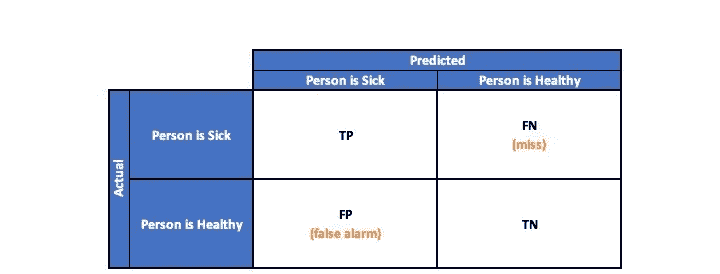 Predicted
Person is Sick Person is Healthy
Actual
Person is Sick
TP
FN
(miss)
Person is Healthy
FP
(false alarm)
TN